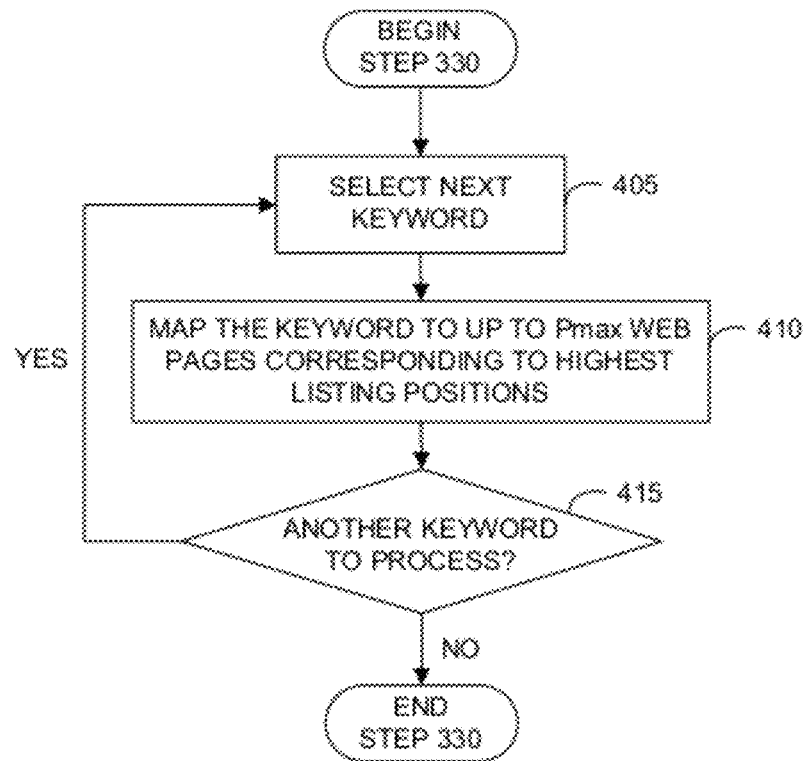 BEGIN
STEP 330
SELECT NEXT
KEYWORD
405
MAP THE KEYWORD TO UP TO Pmax WEB
PAGES CORRESPONDING TO HIGHEST
LISTING POSITIONS
410
YES
415
ANOTHER KEYWORD
TO PROCESS?
NO
END
STEP 330